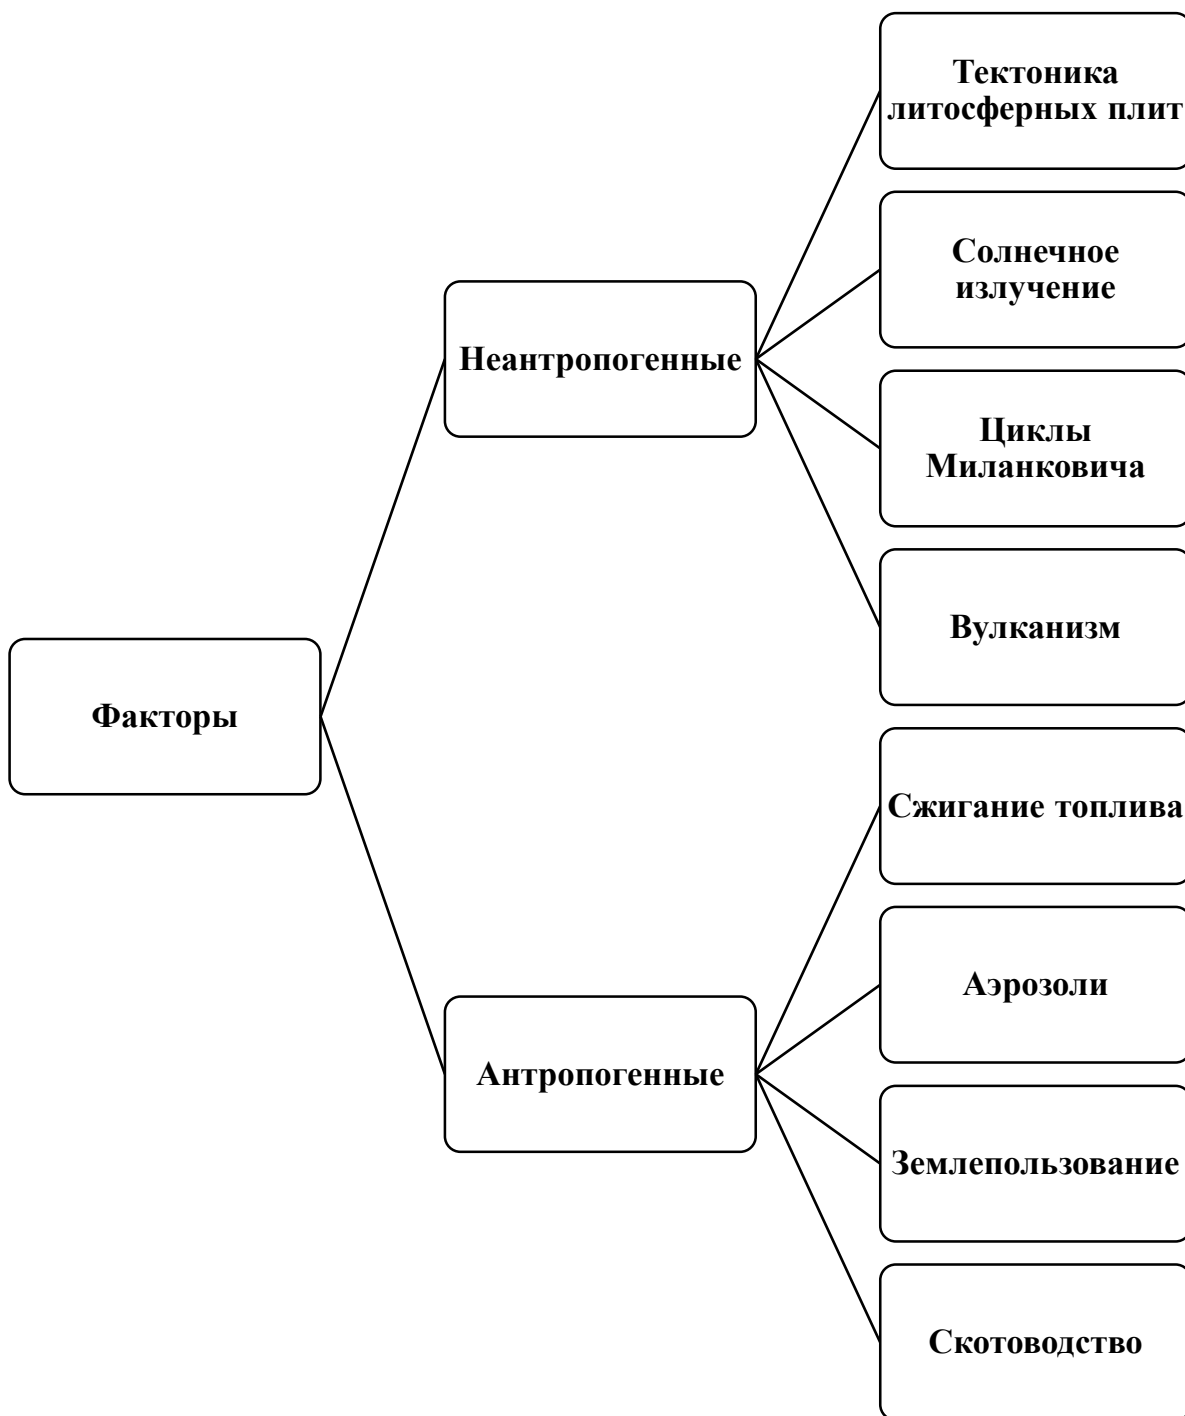 Факторы
Неантропогенные
Тектоника
литосферных плит
Солнечное
излучение
Циклы
Миланковича
Вулканизм
Антропогенные
Сжигание топлива
Аэрозоли
Землепользование
Скотоводство